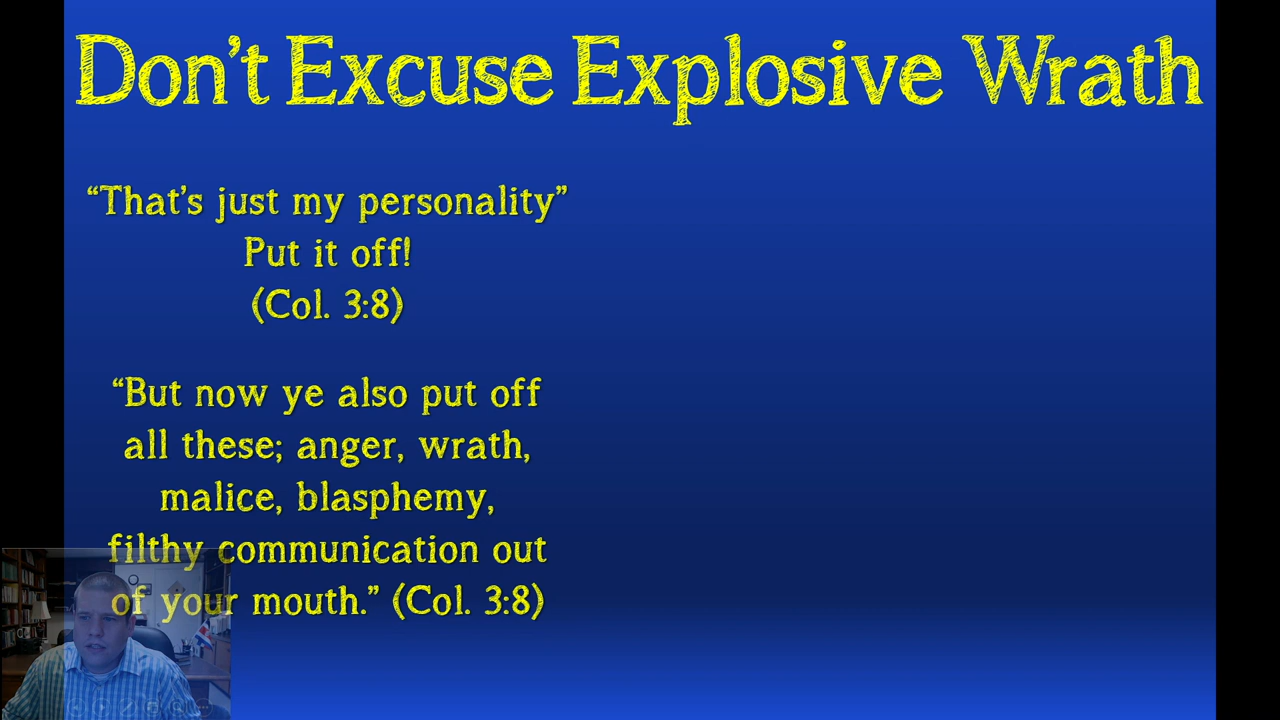 Don't Excuse Explosive Wrath
“That's just my personality”
Put it off!
(Col. 3:8)
“But now ye also put off
all these; anger, wrath,
malice, blasphemy,
filthy communication out
of your mouth.” (Col. 3:8)